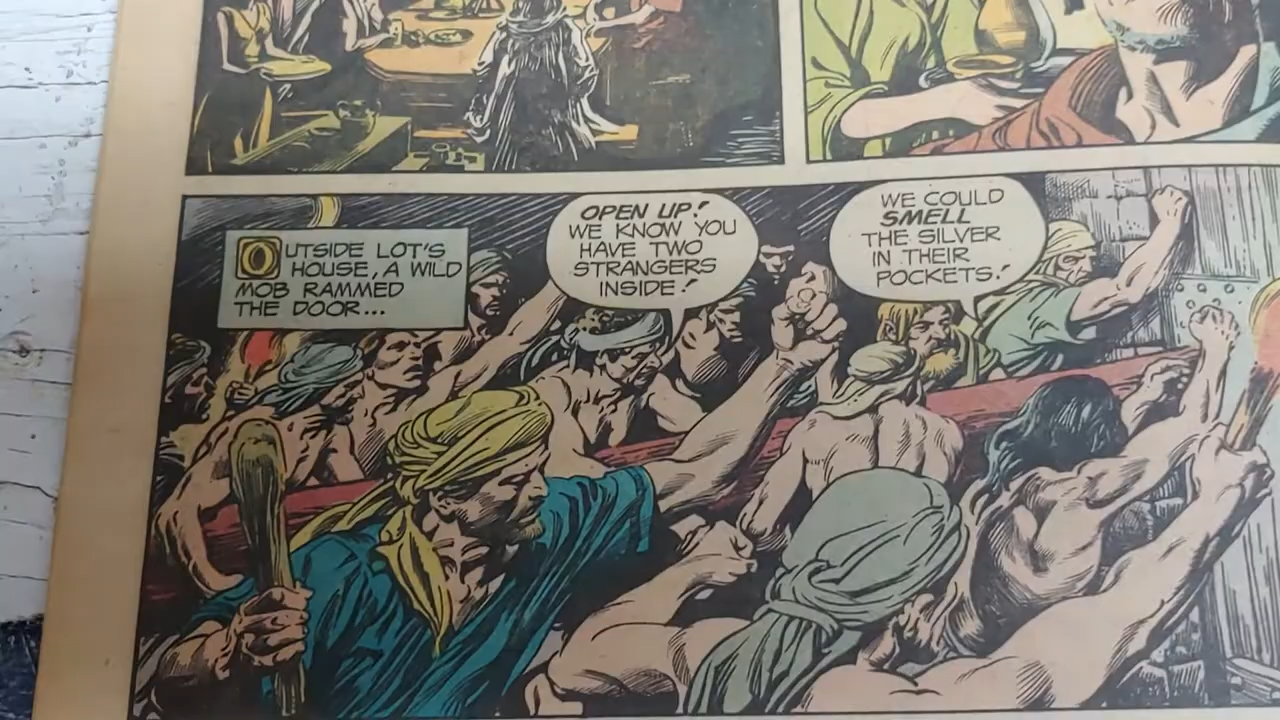 OUTSIDE LOT'S
HOUSE, A WILD
MOB RAMMED
THE DOOR...
OPEN UP!
WE KNOW YOU
HAVE TWO
STRANGERS
INSIDE!
WE COULD
SMELL
THE SILVER
IN THEIR
POCKETS!